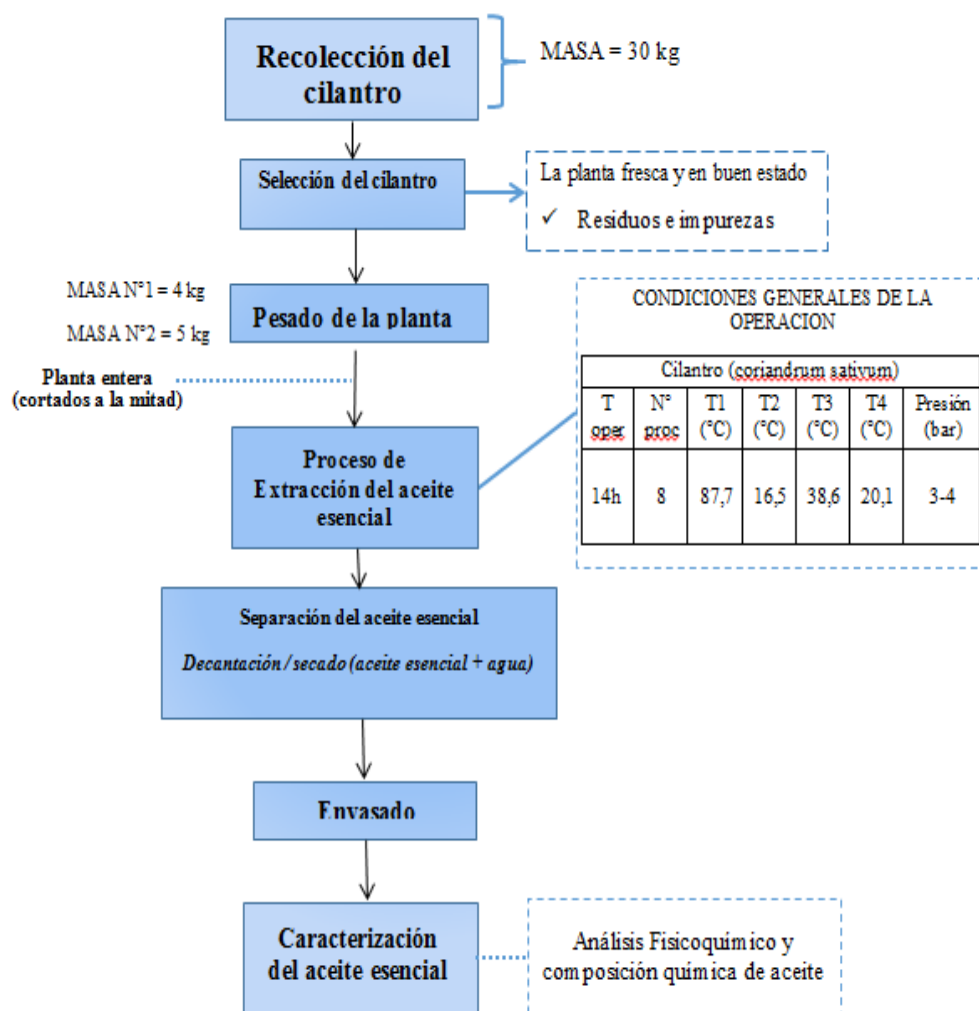 Recolección del
cilantro
MASA = 30 kg
Selección del cilantro
La planta fresca y en buen estado
✓ Residuos e impurezas
MASA N°1 = 4 kg
MASA N°2 = 5 kg
Pesado de la planta
Planta entera
(cortados a la mitad)
CONDICIONES GENERALES DE LA
OPERACION
Cilantro (coriandrum sativum)
T oper N° proc T1 (°C) T2 (°C) T3 (°C) T4 (°C) Presión (bar)
14h 8 87,7 16,5 38,6 20,1 3-4
Proceso de
Extracción del aceite
esencial
Separación del aceite esencial
Decantación/secado (aceite esencial + agua)
Envasado
Caracterización
del aceite esencial
Análisis Fisicoquímico y
composición química de aceite